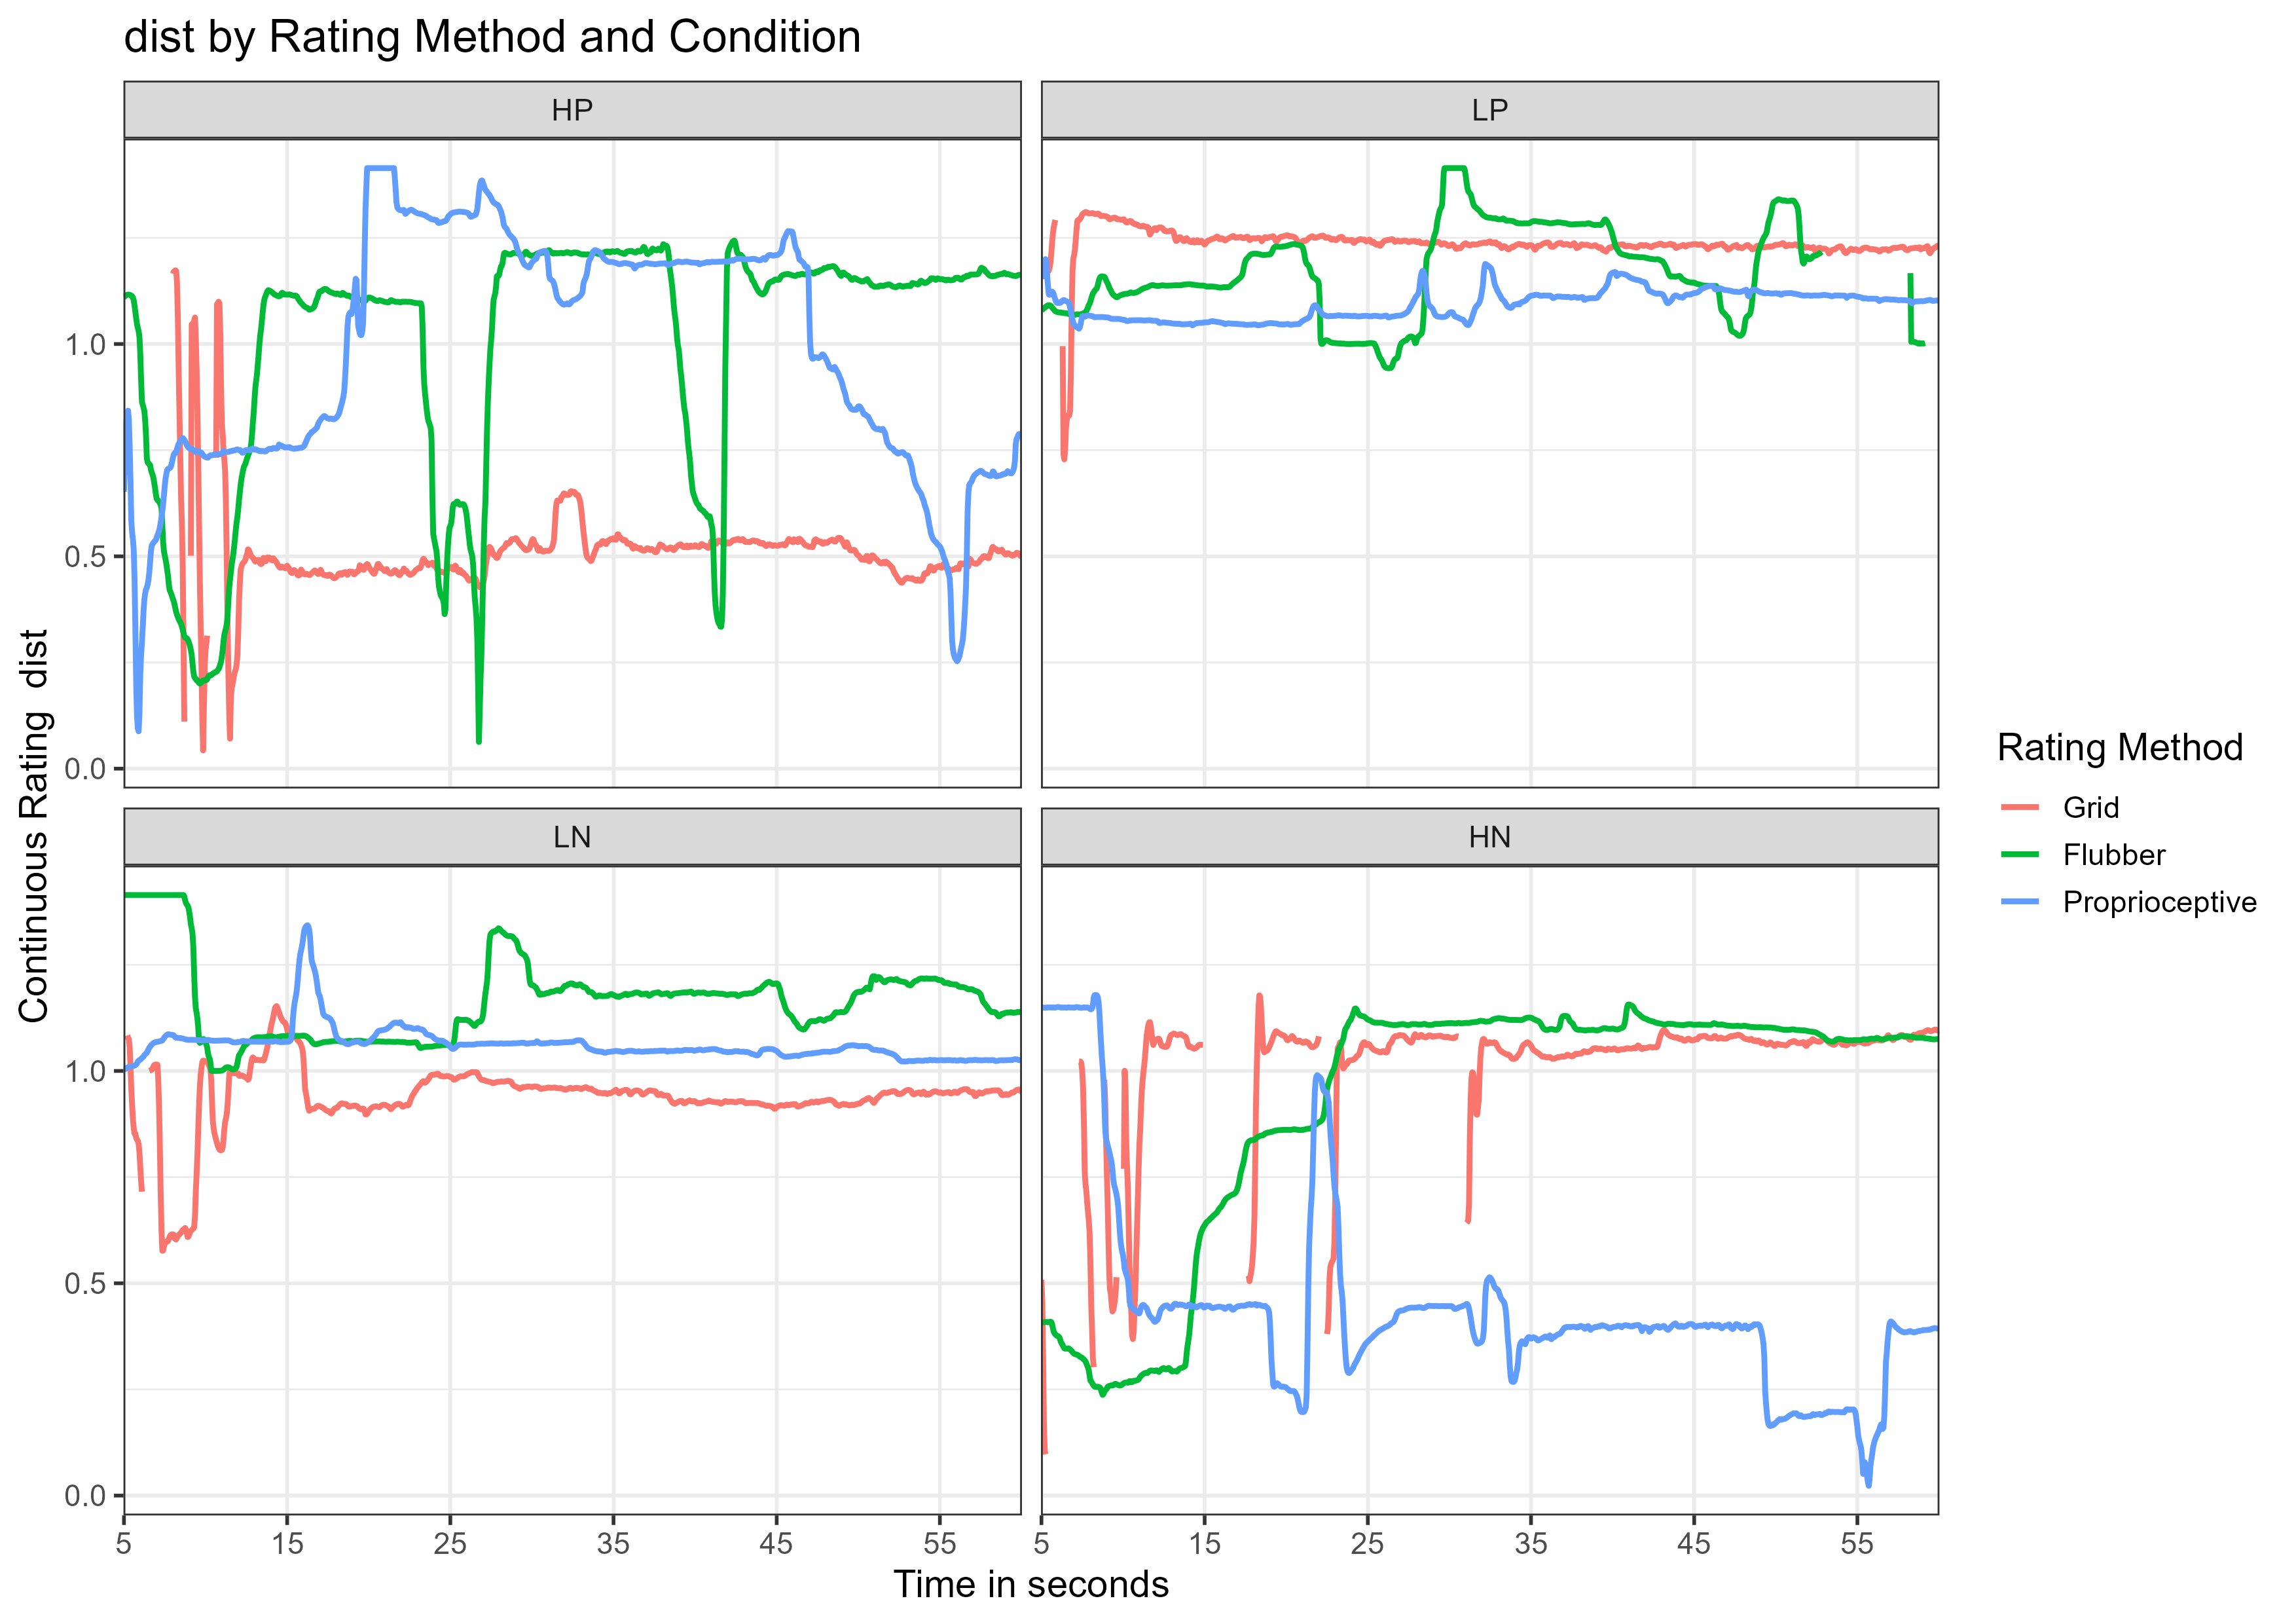 dist by Rating Method and Condition
HP
LP
1.0
0.5
0.0
LN
HN
1.0
0.5
0.0
5 15 25 35 45 55
5 15 25 35 45 55
Time in seconds
Continuous Rating  dist
Rating Method
Grid
Flubber
Proprioceptive